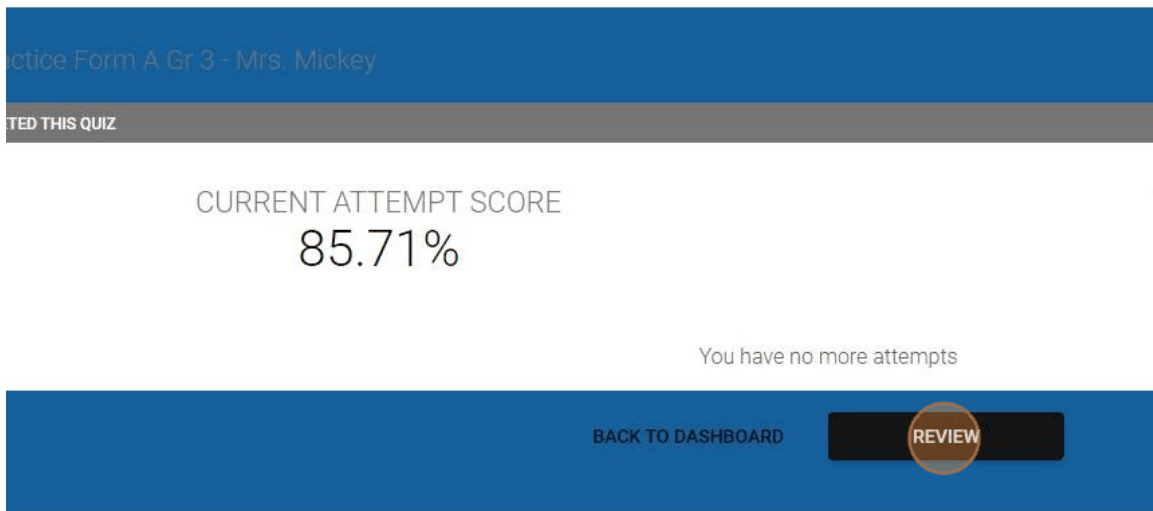 actice Form A Gr 3 - Mrs. Mickey
ETED THIS QUIZ
CURRENT ATTEMPT SCORE
85.71%
You have no more attempts
BACK TO DASHBOARD
REVIEW